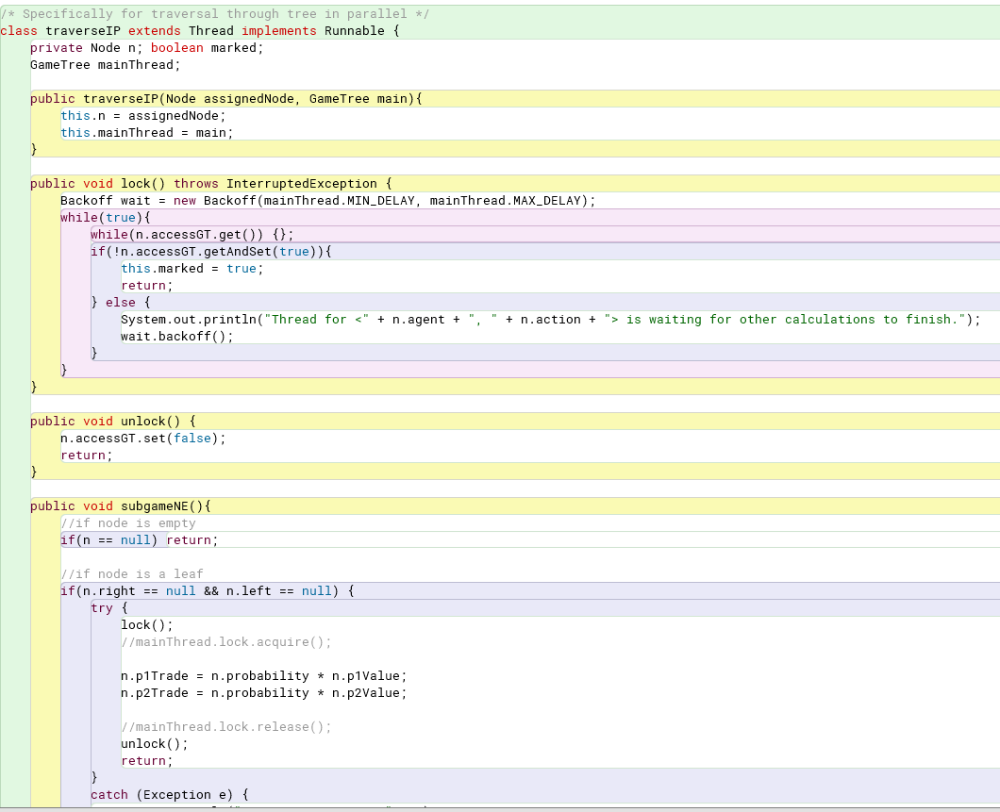 /* Specifically for traversal through tree in parallel */
class traverseIP extends Thread implements Runnable {
    private Node n; boolean marked;
    GameTree mainThread;

    public traverseIP(Node assignedNode, GameTree main){
        this.n = assignedNode;
        this.mainThread = main;
    }

    public void lock() throws InterruptedException {
        Backoff wait = new Backoff(mainThread.MIN_DELAY, mainThread.MAX_DELAY);
        while(true){
            while(n.accessGT.get()) {};
            if(!n.accessGT.getAndSet(true)){
                this.marked = true;
                return;
            } else {
                System.out.println("Thread for <" + n.agent + ", " + n.action + "> is waiting for other calculations to finish.");
                wait.backoff();
            }
        }
    }

    public void unlock() {
        n.accessGT.set(false);
        return;
    }

    public void subgameNE(){
        //if node is empty
        if(n == null) return;

        //if node is a leaf
        if(n.right == null && n.left == null) {
            try {
                lock();
                //mainThread.lock.acquire();

                n.p1Trade = n.probability * n.p1Value;
                n.p2Trade = n.probability * n.p2Value;

                //mainThread.lock.release();
                unlock();
                return;
            }
            catch (Exception e) {